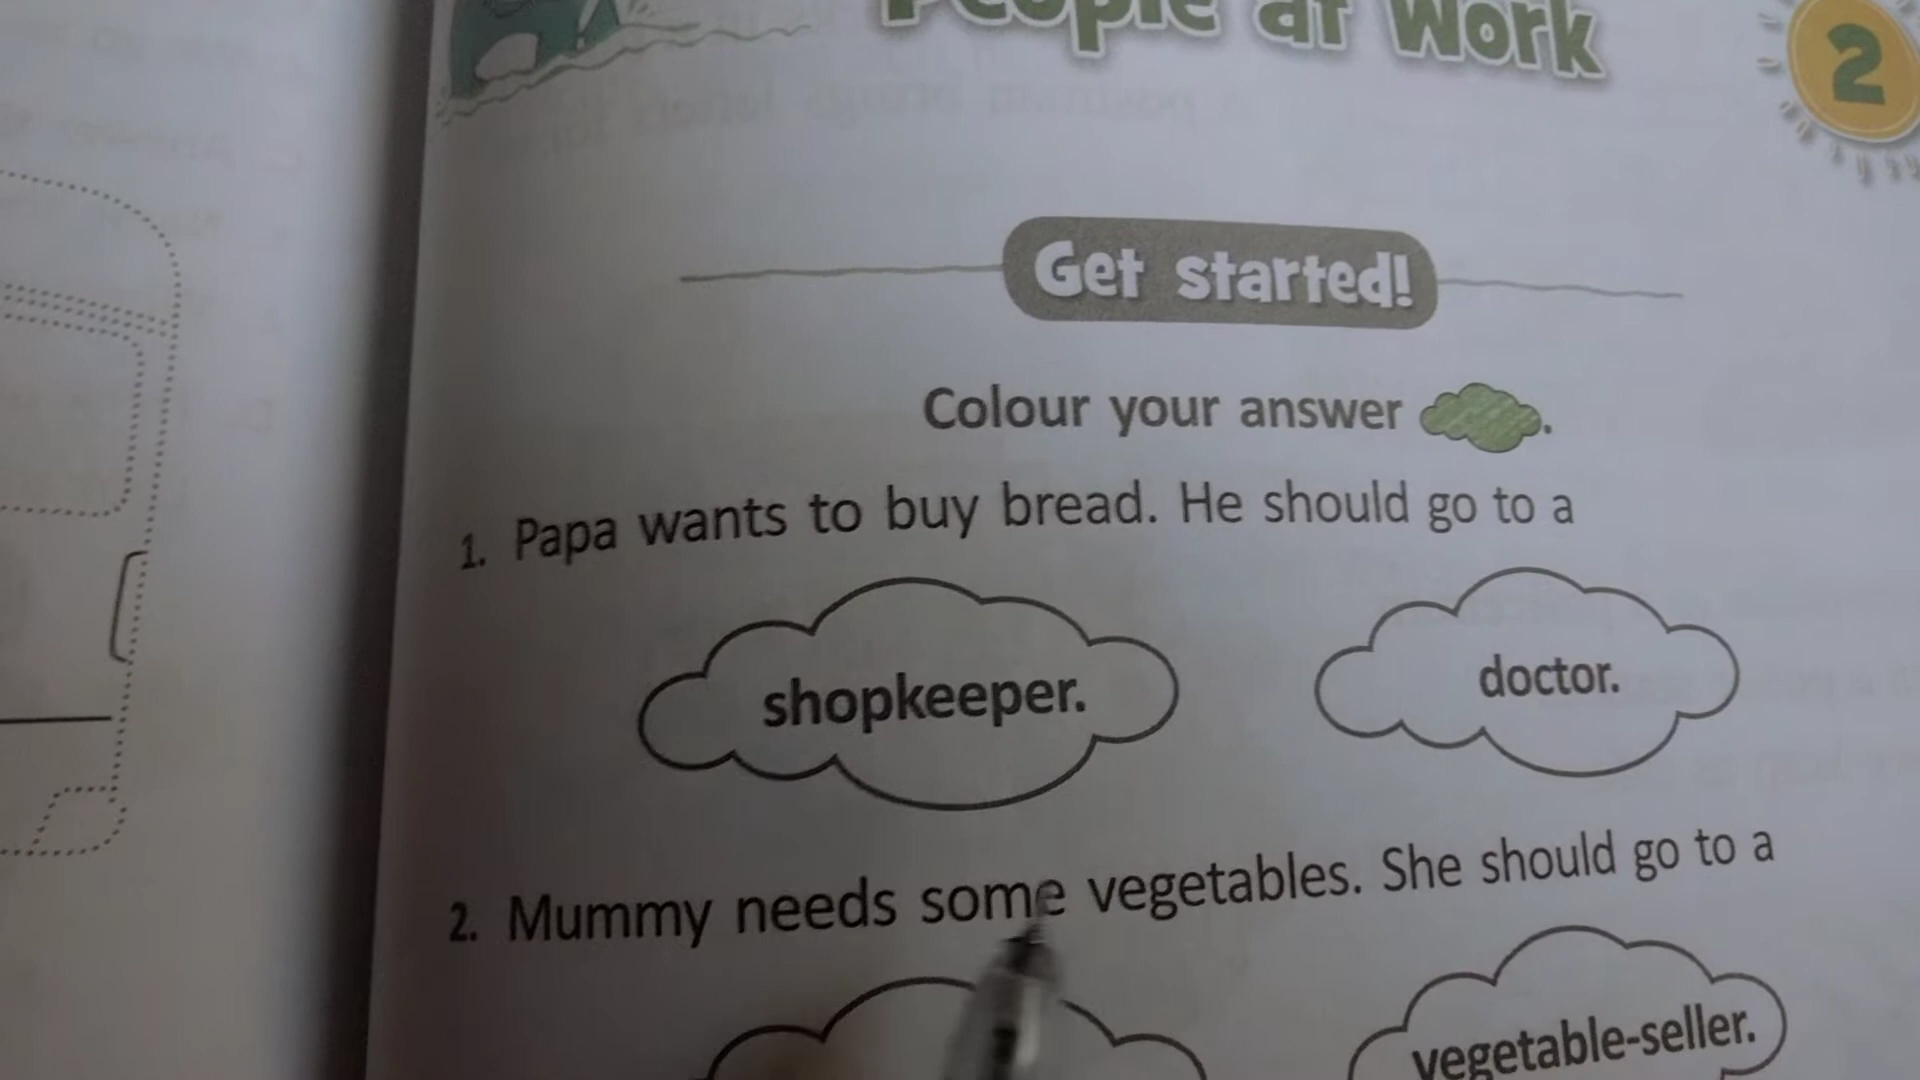 People at Work
2
Get started!
Colour your answer .
1. Papa wants to buy bread. He should go to a
shopkeeper.
doctor.
2. Mummy needs some vegetables. She should go to a
vegetable-seller.